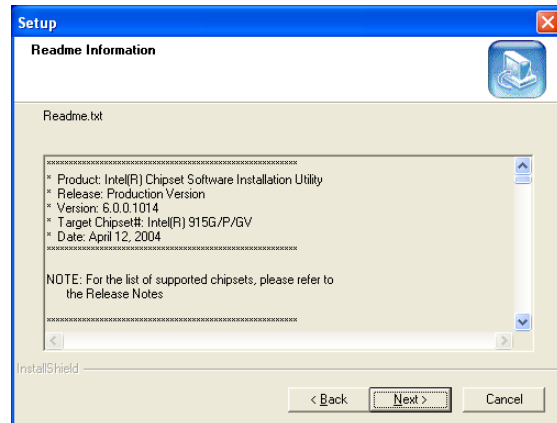 Setup
Readme Information
Readme.txt
************************************************************
* Product: Intel(R) Chipset Software Installation Utility
* Release: Production Version
* Version: 6.0.0.1014
* Target Chipset#: Intel(R) 915G/P/GV
* Date: April 12, 2004
************************************************************
NOTE: For the list of supported chipsets, please refer to
the Release Notes
************************************************************
InstallShield
< Back
Next >
Cancel